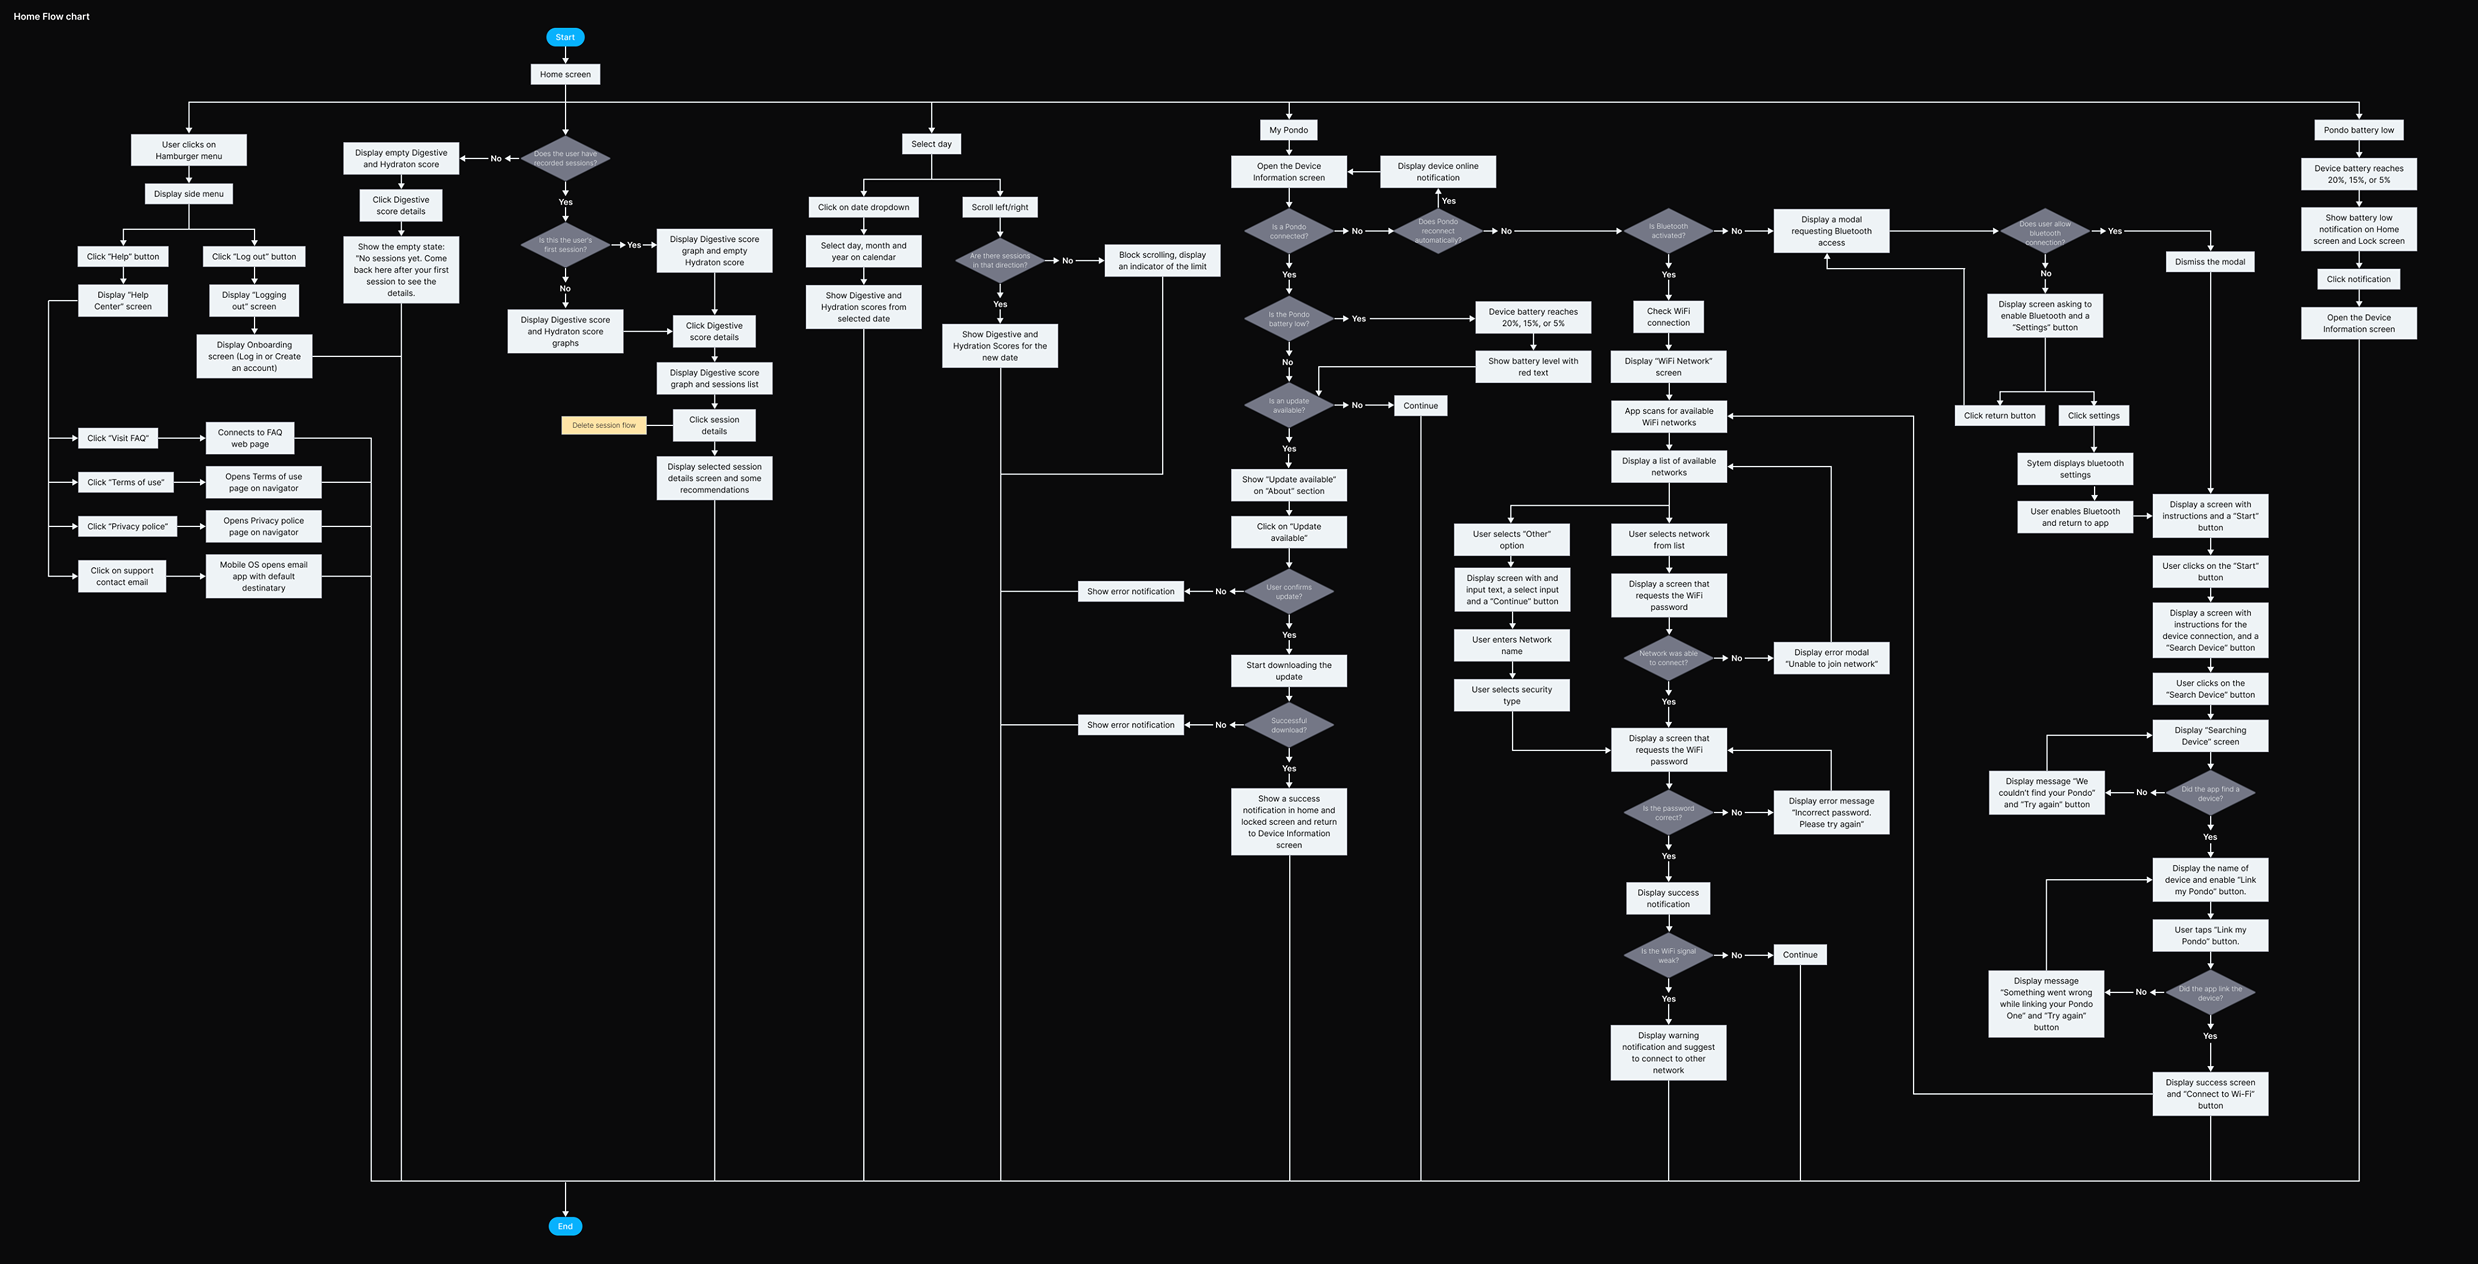 Home Flow chart
Start
Home screen
User clicks on
Hamburger menu
Display side menu
Click “Help” button
Click “Log out” button
Display “Help
Center” screen
Display “Logging
out” screen
Display Onboarding
screen (Log in or Create
an account)
Click “Visit FAQ”
Connects to FAQ
web page
Click “Terms of use”
Opens Terms of use
page on navigator
Click “Privacy police”
Opens Privacy police
page on navigator
Click on support
contact email
Mobile OS opens email
app with default
destinatary
Display empty Digestive
and Hydraton score
No
Does the user have
recorded sessions?
Click Digestive
score details
Show the empty state:
“No sessions yet. Come
back here after your first
session to see the
details.
Yes
Is this the user's
first session?
Yes
Display Digestive score
graph and empty
Hydraton score
No
Display Digestive score
and Hydraton score
graphs
Click Digestive
score details
Display Digestive score
graph and sessions list
Delete session flow
Click session
details
Display selected session
details screen and some
recommendations
Select day
Click on date dropdown
Scroll left/right
Select day, month and
year on calendar
Show Digestive and
Hydration scores from
selected date
Are there sessions
in that direction?
No
Block scrolling, display
an indicator of the limit
Yes
Show Digestive and
Hydration Scores for the
new date
My Pondo
Open the Device
Information screen
Display device online
notification
Is a Pondo
connected?
No
Yes
Does Pondo
reconnect
automatically?
No
Yes
Is the Pondo
battery low?
Yes
Device battery reaches
20%, 15%, or 5%
Show battery level with
red text
No
Is an update
available?
No
Continue
Yes
Show “Update available”
on “About” section
Click on “Update
available”
User confirms
update?
No
Show error notification
Yes
Start downloading the
update
Successful
download?
No
Show error notification
Yes
Show a success
notification in home and
locked screen and return
to Device Information
screen
Is Bluetooth
activated?
No
Yes
Check WiFi
connection
Display “WiFi Network”
screen
App scans for available
WiFi networks
Display a list of available
networks
User selects “Other”
option
User selects network
from list
Display screen with and
input text, a select input
and a “Continue” button
Display a screen that
requests the WiFi
password
User enters Network
name
User selects security
type
Network was able
to connect?
No
Display error modal
“Unable to join network”
Yes
Display a screen that
requests the WiFi
password
Is the password
correct?
No
Display error message
“Incorrect password.
Please try again”
Yes
Display success
notification
Is the WiFi signal
weak?
No
Continue
Yes
Display warning
notification and suggest
to connect to other
network
Display a modal
requesting Bluetooth
access
Does user allow
bluetooth
connection?
Yes
Dismiss the modal
No
Display screen asking to
enable Bluetooth and a
“Settings” button
Click return button
Click settings
Sytem displays bluetooth
settings
User enables Bluetooth
and return to app
Display a screen with
instructions and a “Start”
button
User clicks on the “Start”
button
Display a screen with
instructions for the
device connection, and a
“Search Device” button
User clicks on the
“Search Device” button
Display “Searching
Device” screen
Did the app find a
device?
No
Display message “We
couldn’t find your Pondo”
and “Try again” button
Yes
Display the name of
device and enable “Link
my Pondo” button.
User taps “Link my
Pondo” button.
Did the app link the
device?
No
Display message
“Something went wrong
while linking your Pondo
One” and “Try again”
button
Yes
Display success screen
and “Connect to Wi-Fi”
button
Pondo battery low
Device battery reaches
20%, 15%, or 5%
Show battery low
notification on Home
screen and Lock screen
Click notification
Open the Device
Information screen
End